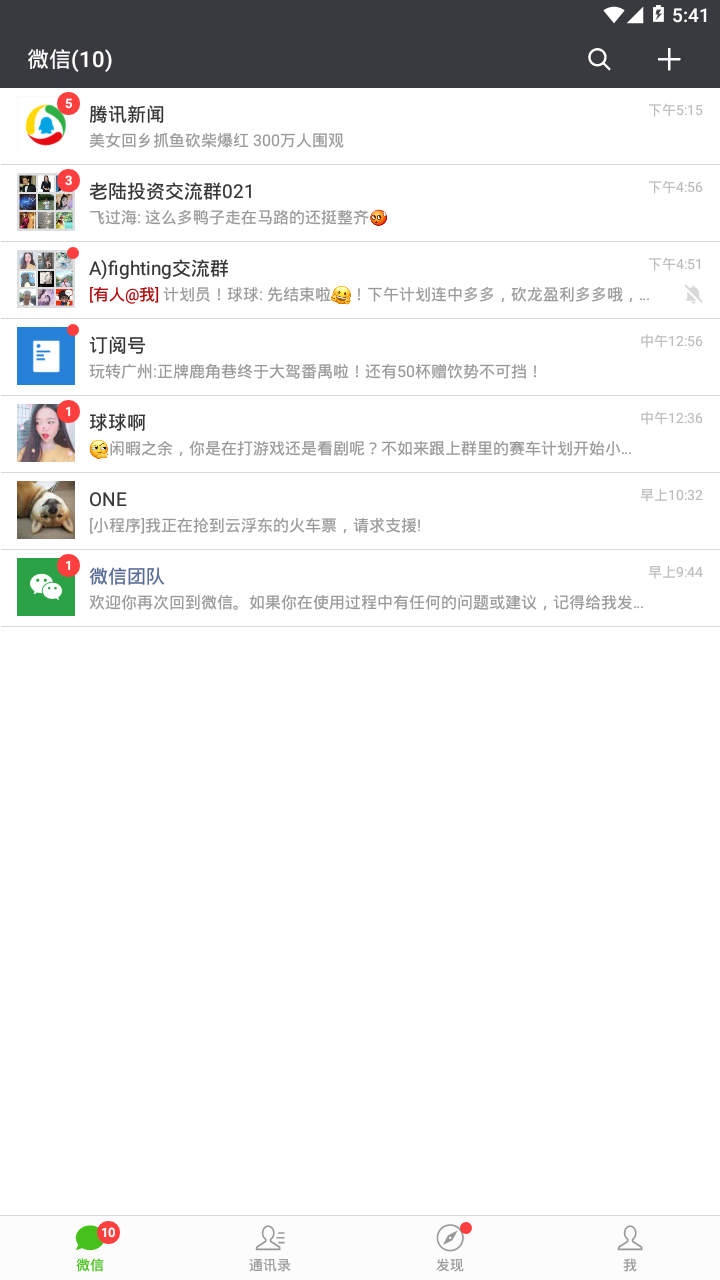 5:41
微信(10)
5
腾讯新闻
下午5:15
美女回乡抓鱼砍柴爆红 300万人围观
3
老陆投资交流群021
下午4:56
飞过海: 这么多鸭子走在马路的还挺整齐
A)fighting交流群
下午4:51
[有人@我] 计划员！球球: 先结束啦！下午计划连中多多，砍龙盈利多多哦，...
订阅号
中午12:56
玩转广州:正牌鹿角巷终于大驾番禺啦！还有50杯赠饮势不可挡！
1
球球啊
中午12:36
闲暇之余，你是在打游戏还是看剧呢？不如来跟上群里的赛车计划开始小...
ONE
早上10:32
[小程序]我正在抢到云浮东的火车票，请求支援!
1
微信团队
早上9:44
欢迎你再次回到微信。如果你在使用过程中有任何的问题或建议，记得给我发...
10
微信
通讯录
发现
我